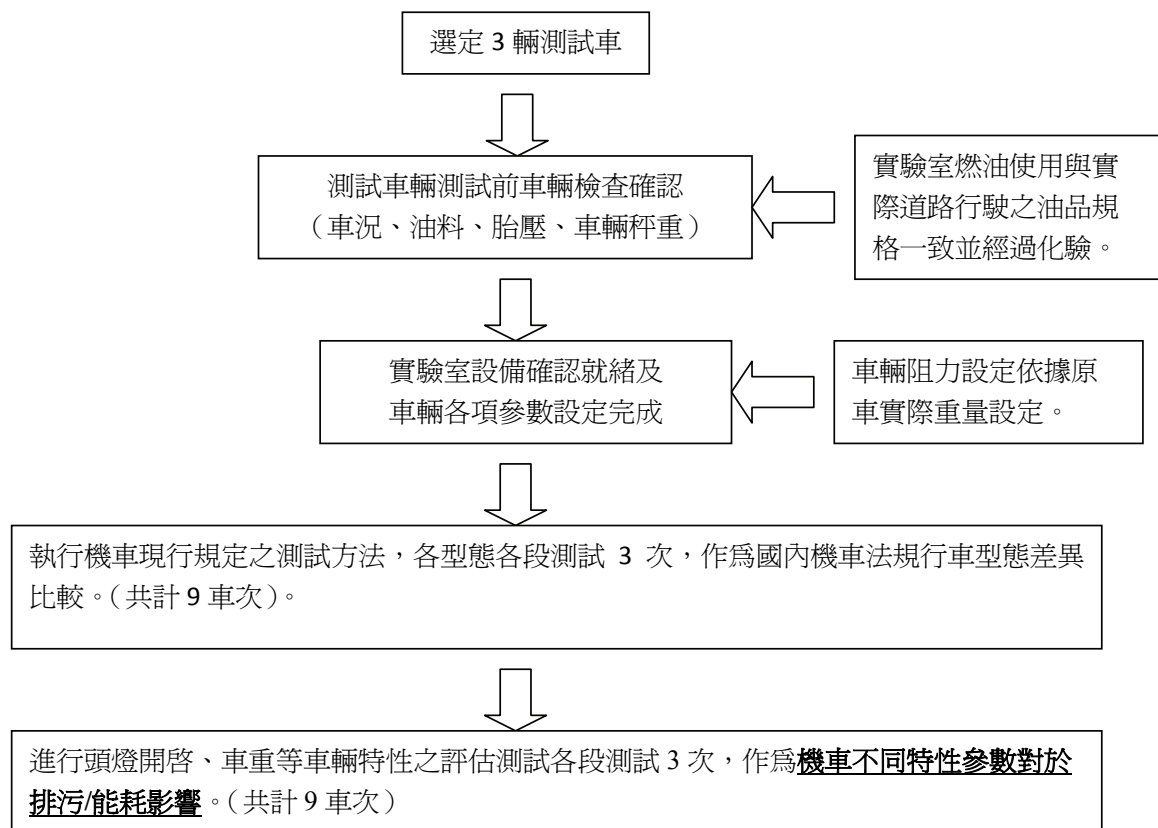 選定 3 輛測試車
測試車輛測試前車輛檢查確認
（車況、油料、胎壓、車輛秤重）
實驗室燃油使用與實
際道路行駛之油品規
格一致並經過化驗。
實驗室設備確認就緒及
車輛各項參數設定完成
車輛阻力設定依據原
車實際重量設定。
執行機車現行規定之測試方法，各型態各段測試 3 次，作爲國內機車法規行車型態差異
比較。（共計 9 車次）。
進行頭燈開啓、車重等車輛特性之評估測試各段測試 3 次，作爲機車不同特性參數對於
排污/能耗影響。（共計 9 車次）